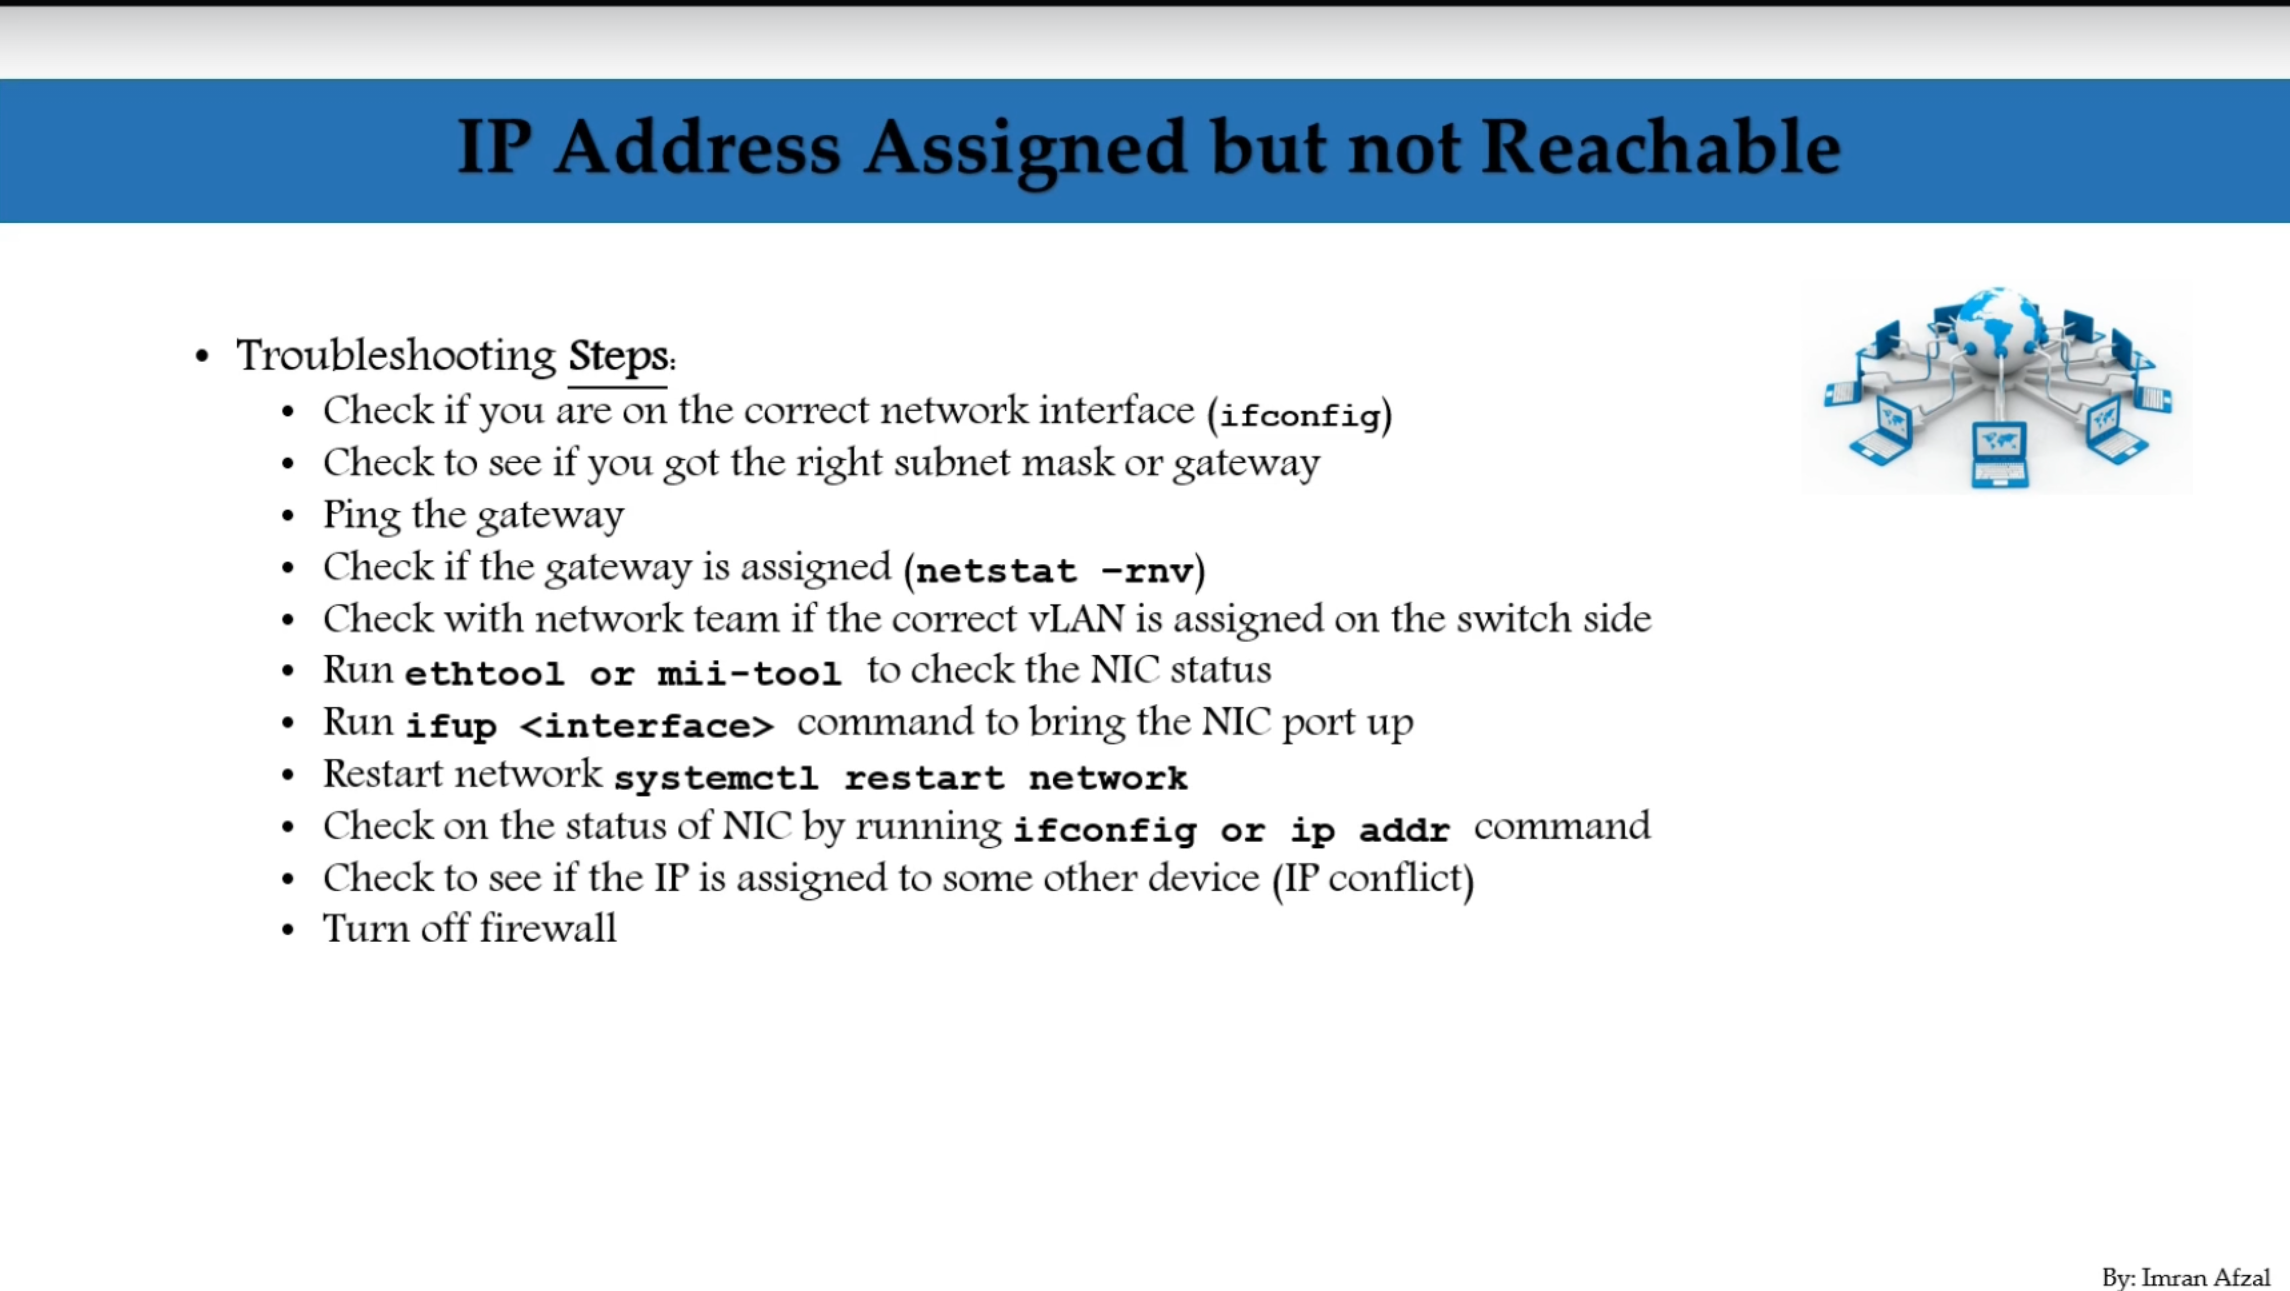 IP Address Assigned but not Reachable
• Troubleshooting Steps:
• Check if you are on the correct network interface (ifconfig)
• Check to see if you got the right subnet mask or gateway
• Ping the gateway
• Check if the gateway is assigned (netstat –rnv)
• Check with network team if the correct vLAN is assigned on the switch side
• Run ethtool or mii-tool to check the NIC status
• Run ifup <interface> command to bring the NIC port up
• Restart network systemctl restart network
• Check on the status of NIC by running ifconfig or ip addr command
• Check to see if the IP is assigned to some other device (IP conflict)
• Turn off firewall
By: Imran Afzal